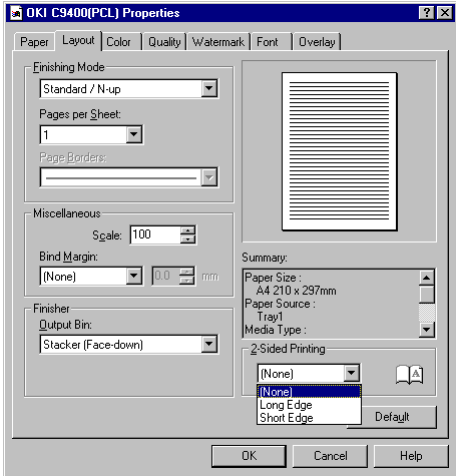 OKI C9400(PCL) Properties
Paper Layout Color Quality Watermark Font Overlay
Finishing Mode
Standard / N-up
Pages per Sheet:
1
Page Borders:
Miscellaneous
Scale: 100
Bind Margin:
(None) 0.0 mm
Finisher
Output Bin:
Stacker (Face-down)
Summary:
Paper Size :
A4 210 x 297mm
Paper Source :
Tray1
Media Type :
2-Sided Printing
(None)
A
(None)
Long Edge
Short Edge
Default
OK Cancel Help